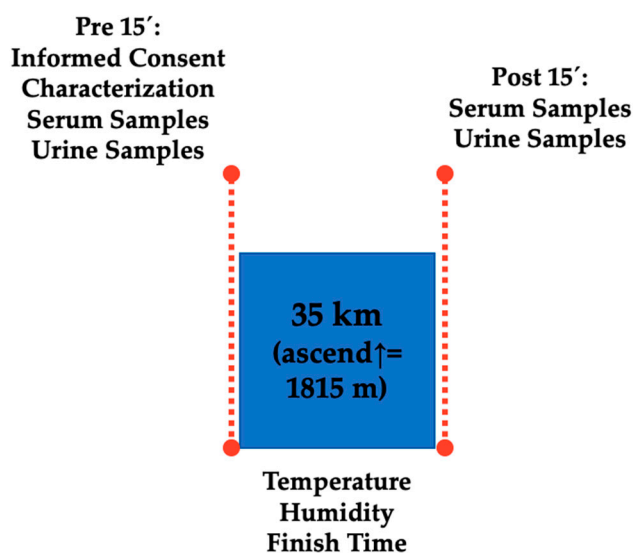 Pre 15´:
Informed Consent
Characterization
Serum Samples
Urine Samples
Post 15´:
Serum Samples
Urine Samples
35 km
(ascend↑=
1815 m)
Temperature
Humidity
Finish Time